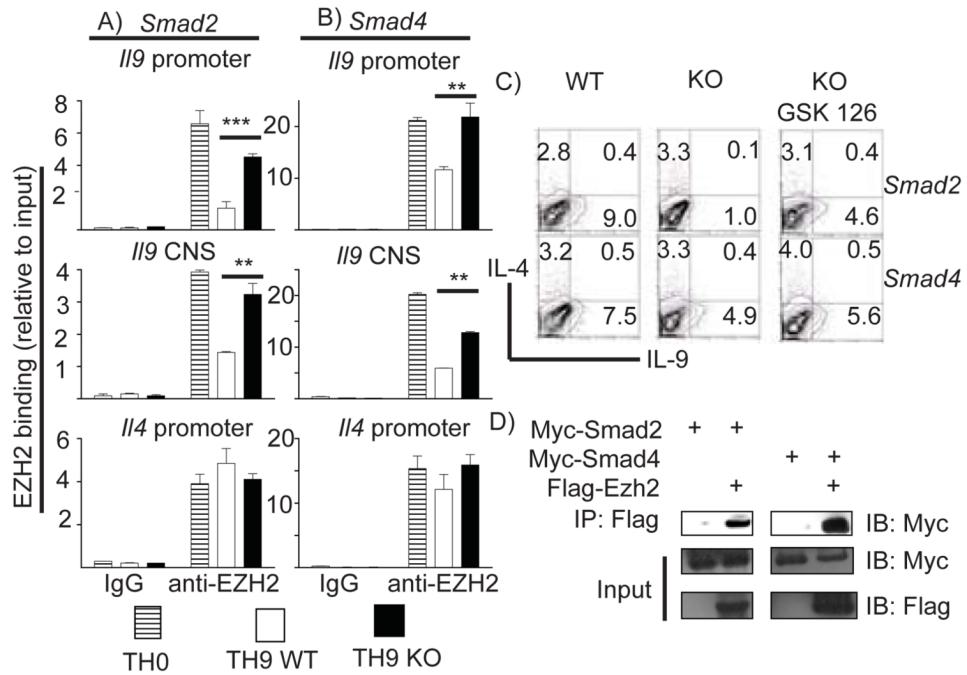 A) Smad2
Il9 promoter
8
6
4
2
***
Il9 CNS
4
3
2
1
**
Il4 promoter
6
4
2
IgG anti-EZH2
EZH2 binding (relative to input)
B) Smad4
Il9 promoter
20
10
**
Il9 CNS
20
10
**
Il4 promoter
20
10
IgG anti-EZH2
TH0 TH9 WT TH9 KO
C) WT KO KO
GSK 126
2.8 0.4 3.3 0.1 3.1 0.4
Smad2
9.0 1.0 4.6
3.2 0.5 3.3 0.4 4.0 0.5
Smad4
7.5 4.9 5.6
IL-4
IL-9
D)
Myc-Smad2 + +
Myc-Smad4 + +
Flag-Ezh2 + +
IP: Flag IB: Myc
Input IB: Myc
IB: Flag